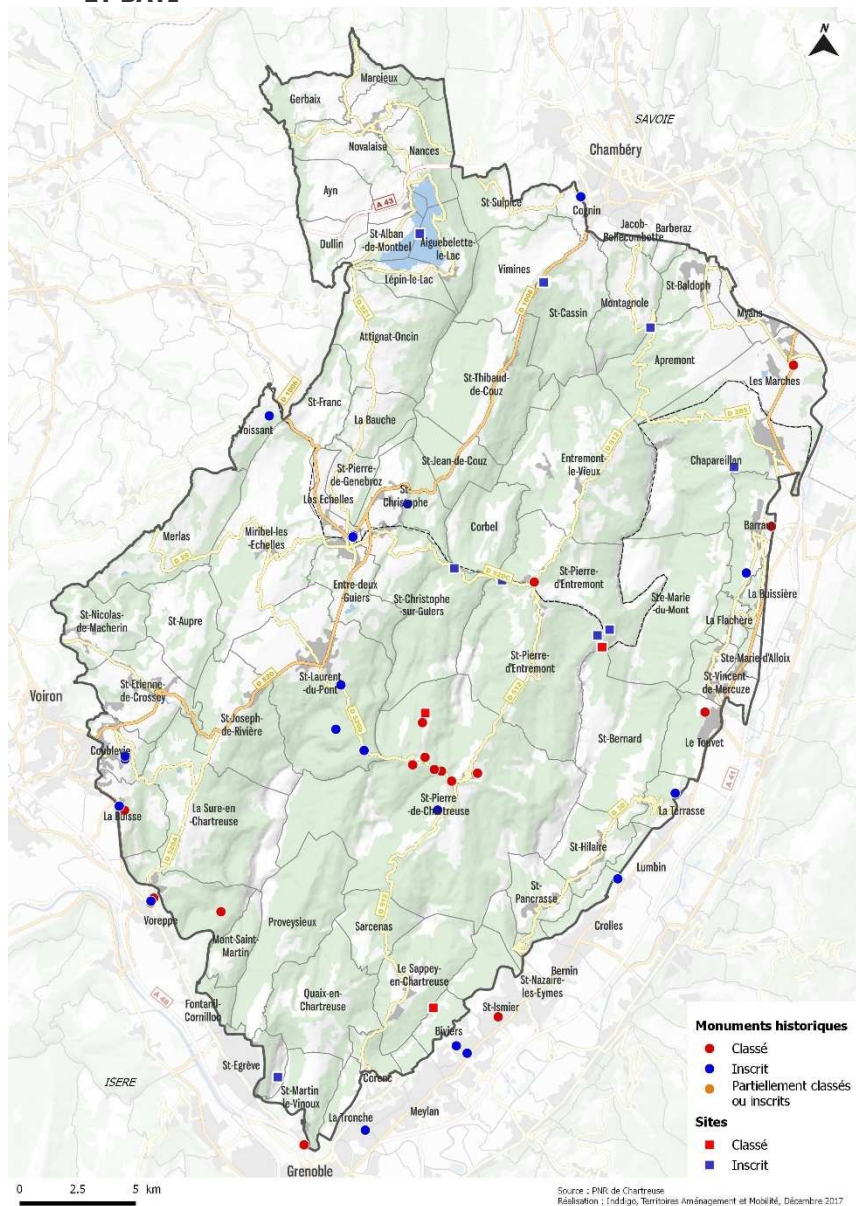 N
Marcieux
Gerbaix
SAVOIE
Novalaise
Nances
Chambéry
Ayn
A 43
St-Sulpice
Cognin
Jacob-
Bellecombette
Barberaz
St-Alban
-de-Montbel
Aiguebelette
-le-Lac
Dullin
Vimines
Lépin-le-Lac
St-Baldoph
Montagnole
St-Cassin
D 1006
Myans
Attignat-Oncin
Apremont
St-Thibaud-
de-Couz
Les Marches
D 1006
St-Franc
D 285
Voissant
La Bauche
D 912
St-Jean-de-Couz
Entremont
-le-Vieux
Chapareillan
St-Pierre-
de-Genebroz
Les Echelles
St-
Christophe
Barraux
Corbel
Merlas
Miribel-les
-Echelles
La Buissière
Entre-deux
-Guiers
St-Christophe
-sur-Guiers
St-Pierre-
d'Entremont
Ste-Marie
-du-Mont
St-Nicolas-
de-Macherin
St-Aupre
La Flachère
St-Pierre-
d'Entremont
Ste-Marie-d'Alloix
St-Vincent
-de-Mercuze
St-Laurent
-du-Pont
Voiron
St-Etienne-
de-Crossey
D 520
D 512
St-Joseph-
de-Rivière
St-Bernard
Le Touvet
Coublevie
A 41
La Sure-en
-Chartreuse
St-Pierre
-de-Chartreuse
La Terrasse
La Buisse
D 30
St-Hilaire
Lumbin
St-
Pancrasse
Voreppe
Proveysieux
Sarcenas
Crolles
Mont-Saint-
Martin
D 512
Bernin
Le Sappey-
en-Chartreuse
St-Nazaire-
les-Eymes
A 48
Quaix-en-
Chartreuse
Fontanil-
Cornillon
St-Ismier
Biviers
St-Egrève
Corenc
ISERE
St-Martin
-le-Vinoux
Meylan
La Tronche
Grenoble
Monuments historiques
Classé
Inscrit
Partiellement classés
ou inscrits
Sites
Classé
Inscrit
0 2.5 5 km
Source : PNR de Chartreuse
Réalisation : Inddigo, Territoires Aménagement et Mobilité, Décembre 2017